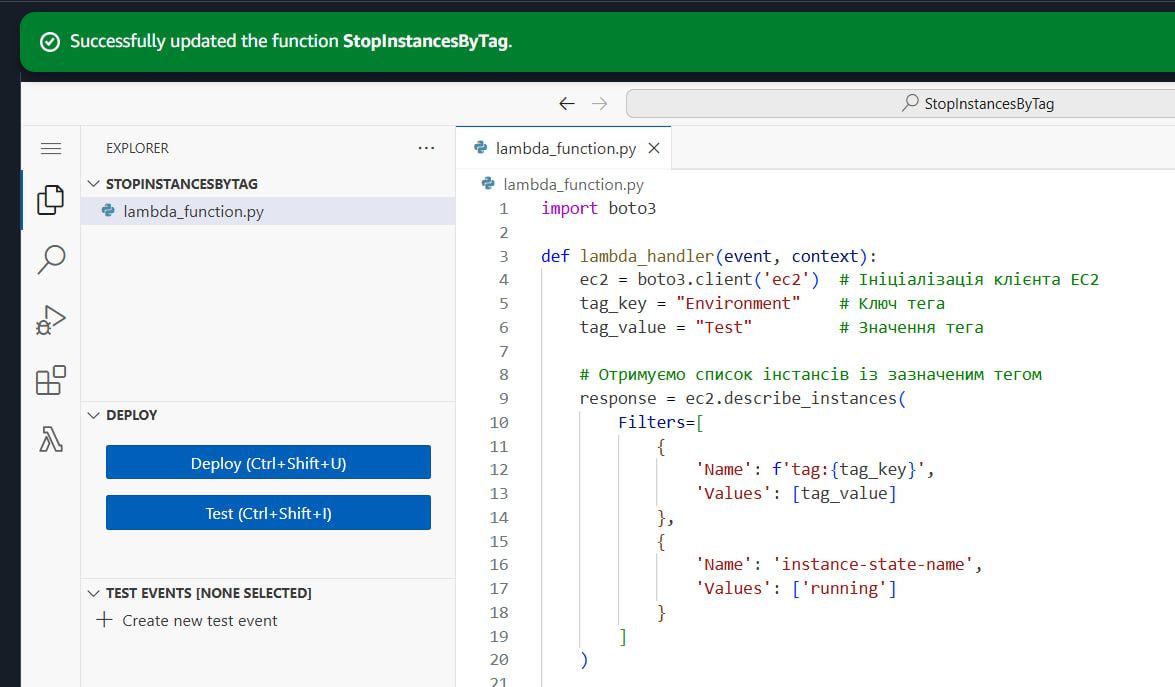 Successfully updated the function StopInstancesByTag.
StopInstancesByTag
EXPLORER
STOPINSTANCESBYTAG
lambda_function.py
DEPLOY
Deploy (Ctrl+Shift+U)
Test (Ctrl+Shift+I)
TEST EVENTS [NONE SELECTED]
Create new test event
lambda_function.py
lambda_function.py
1 import boto3
2
3 def lambda_handler(event, context):
4 ec2 = boto3.client('ec2') # Ініціалізація клієнта EC2
5 tag_key = "Environment" # Ключ тега
6 tag_value = "Test" # Значення тега
7
8 # Отримуємо список інстансів із зазначеним тегом
9 response = ec2.describe_instances(
10 Filters=[
11 {
12 'Name': f'tag:{tag_key}',
13 'Values': [tag_value]
14 },
15 {
16 'Name': 'instance-state-name',
17 'Values': ['running']
18 }
19 ]
20 )
21